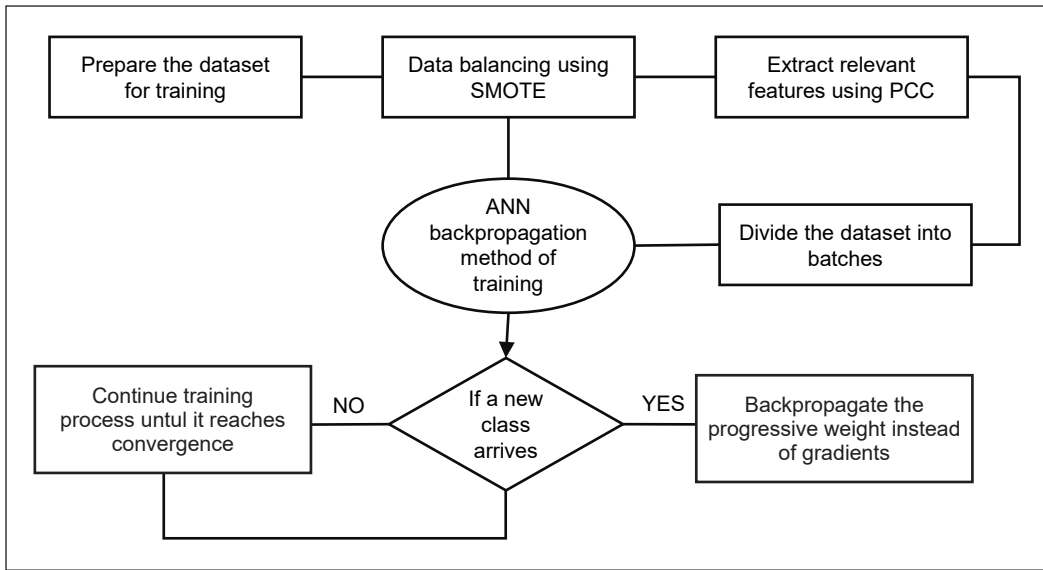 Prepare the dataset
for training
Data balancing using
SMOTE
Extract relevant
features using PCC
ANN
backpropagation
method of
training
Divide the dataset into
batches
Continue training
process untul it reaches
convergence
NO
If a new
class
arrives
YES
Backpropagate the
progressive weight instead
of gradients